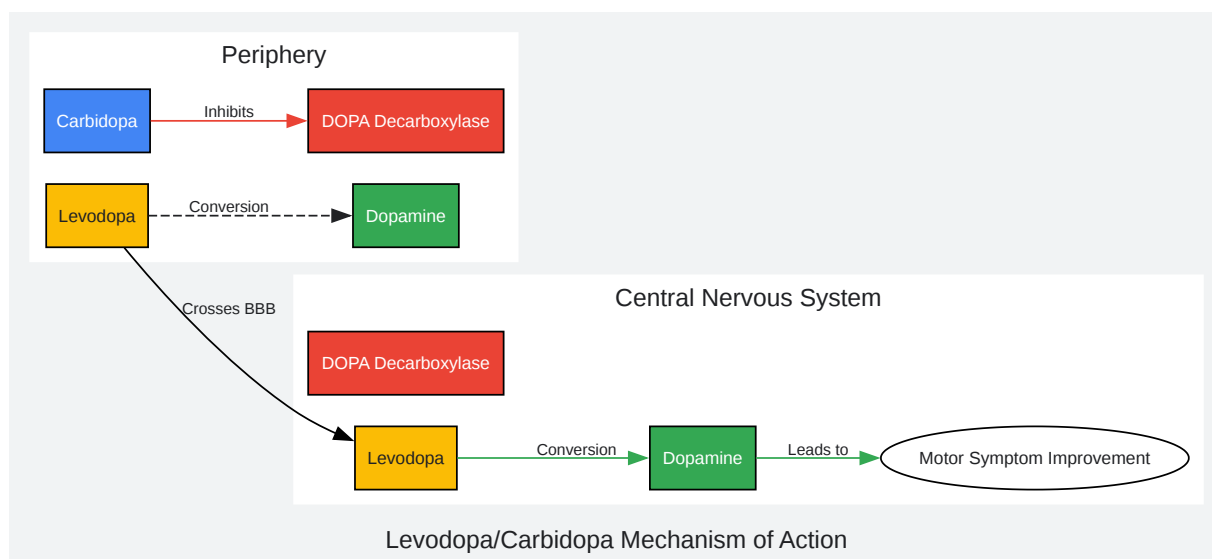 Periphery
Carbidopa
Inhibits
DOPA Decarboxylase
Levodopa
Conversion
Dopamine
Crosses BBB
Central Nervous System
DOPA Decarboxylase
Levodopa
Conversion
Dopamine
Leads to
Motor Symptom Improvement
Levodopa/Carbidopa Mechanism of Action